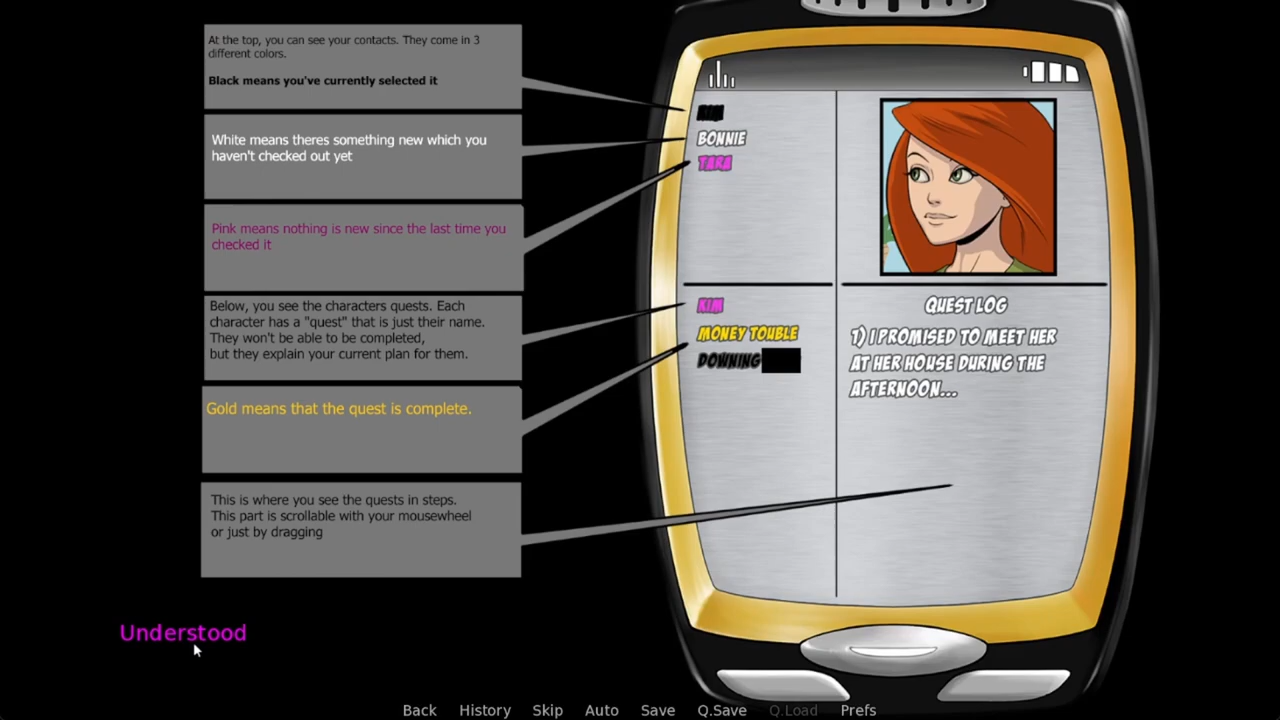 At the top, you can see your contacts. They come in 3
different colors.
Black means you've currently selected it
White means theres something new which you
haven't checked out yet
Pink means nothing is new since the last time you
checked it
Below, you see the characters quests. Each
character has a "quest" that is just their name.
They won't be able to be completed,
but they explain your current plan for them.
Gold means that the quest is complete.
This is where you see the quests in steps.
This part is scrollable with your mousewheel
or just by dragging
Understood
KIM
BONNIE
TARA
KIM
MONEY TOUBLE
DOWNING
QUEST LOG
1) I PROMISED TO MEET HER
AT HER HOUSE DURING THE
AFTERNOON...
Back History Skip Auto Save Q.Save Q.Load Prefs